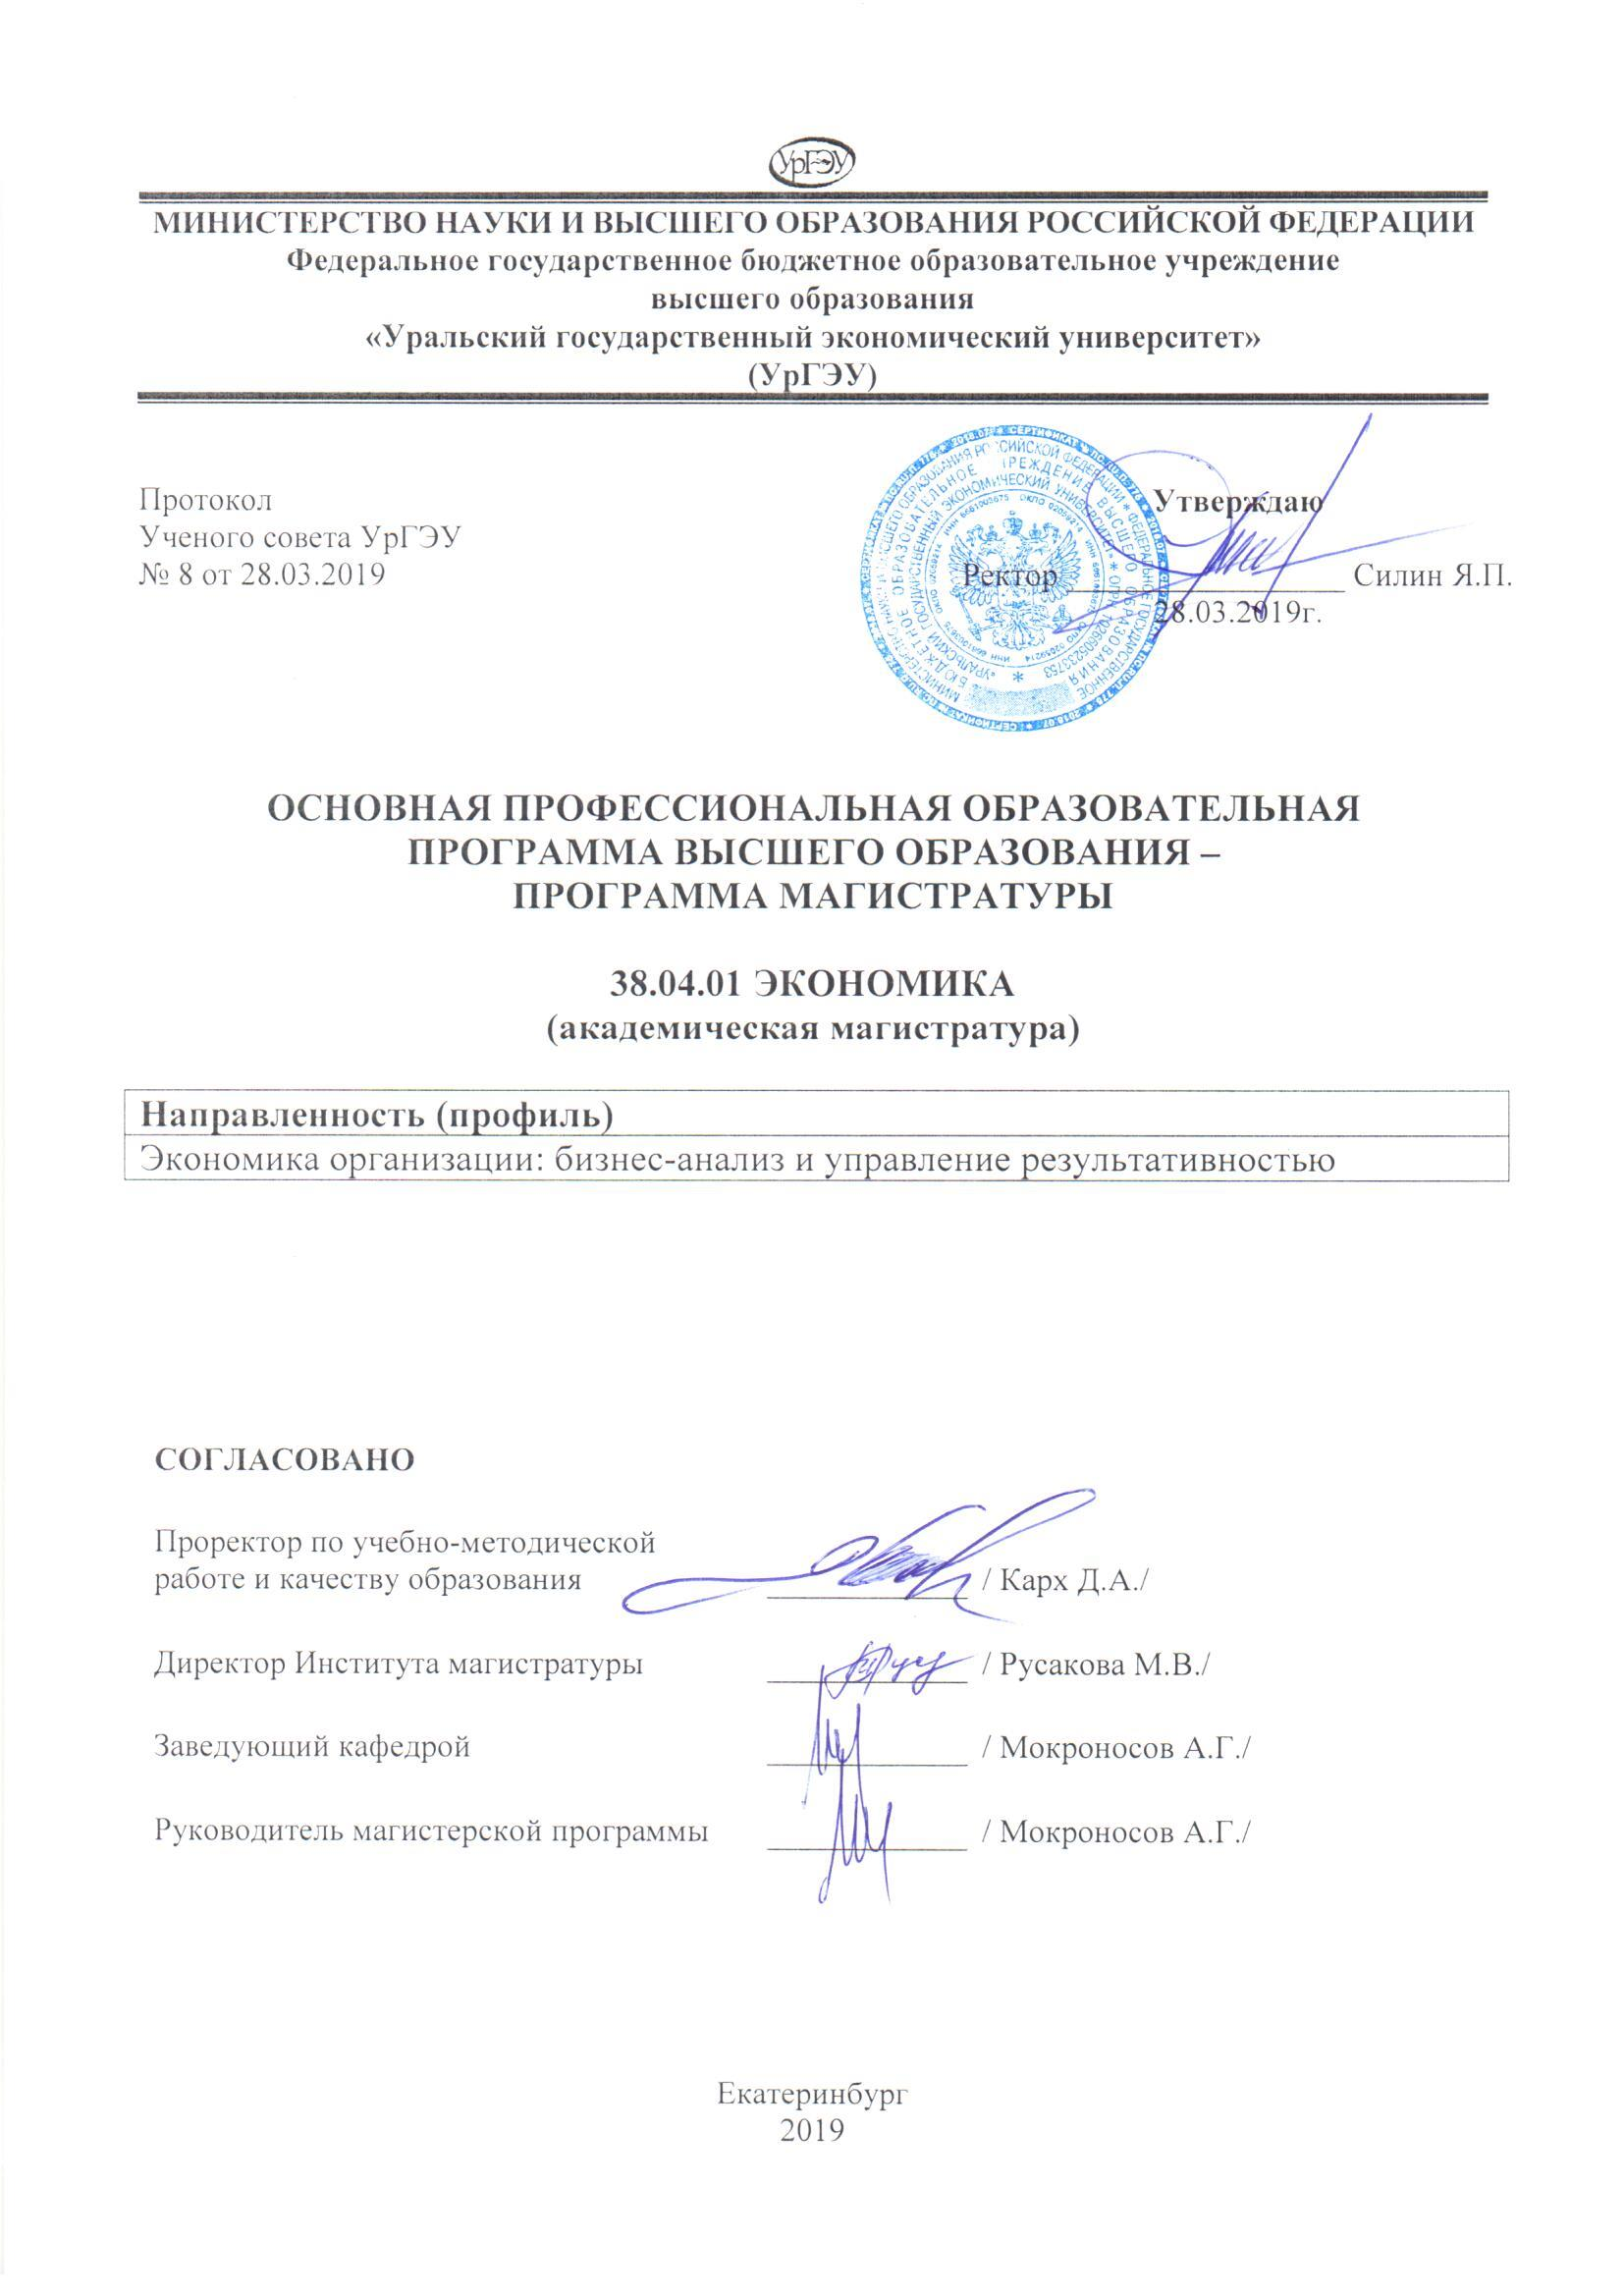 УрГЭУ
МИНИСТЕРСТВО НАУКИ И ВЫСШЕГО ОБРАЗОВАНИЯ РОССИЙСКОЙ ФЕДЕРАЦИИ
Федеральное государственное бюджетное образовательное учреждение
высшего образования
«Уральский государственный экономический университет»
(УрГЭУ)
Протокол
Ученого совета УрГЭУ
№ 8 от 28.03.2019
Утверждаю
Ректор Силин Я.П.
28.03.2019г.
ОСНОВНАЯ ПРОФЕССИОНАЛЬНАЯ ОБРАЗОВАТЕЛЬНАЯ
ПРОГРАММА ВЫСШЕГО ОБРАЗОВАНИЯ –
ПРОГРАММА МАГИСТРАТУРЫ
38.04.01 ЭКОНОМИКА
(академическая магистратура)
Направленность (профиль)
Экономика организации: бизнес-анализ и управление результативностью
СОГЛАСОВАНО
Проректор по учебно-методической
работе и качеству образования / Карх Д.А./
Директор Института магистратуры / Русакова М.В./
Заведующий кафедрой / Мокроносов А.Г./
Руководитель магистерской программы / Мокроносов А.Г./
Екатеринбург
2019